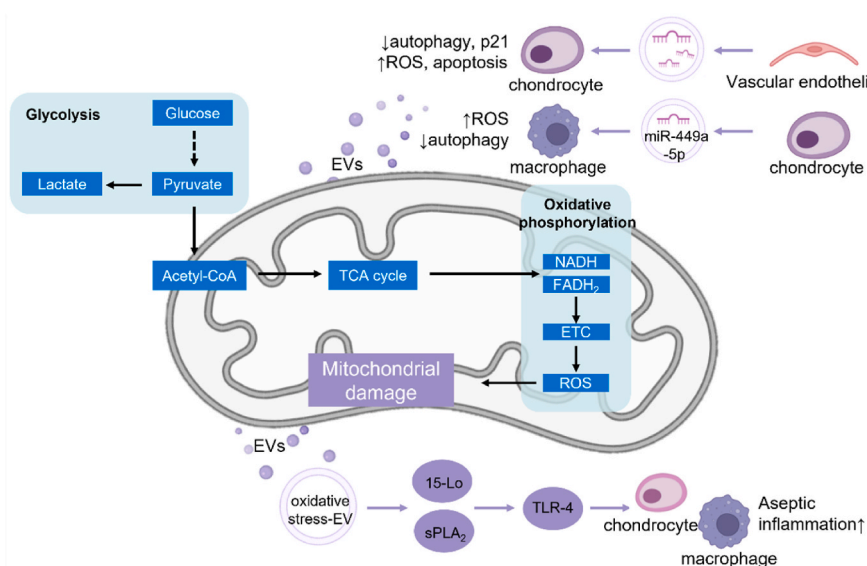 ↓autophagy, p21
↑ROS, apoptosis
chondrocyte
Vascular endotheli
Glycolysis
Glucose
Lactate
Pyruvate
EVs
↑ROS
↓autophagy
macrophage
miR-449a
-5p
chondrocyte
Oxidative
phosphorylation
Acetyl-CoA
TCA cycle
NADH
FADH₂
ETC
ROS
Mitochondrial
damage
EVs
oxidative
stress-EV
15-Lo
sPLA₂
TLR-4
chondrocyte
macrophage
Aseptic
inflammation↑